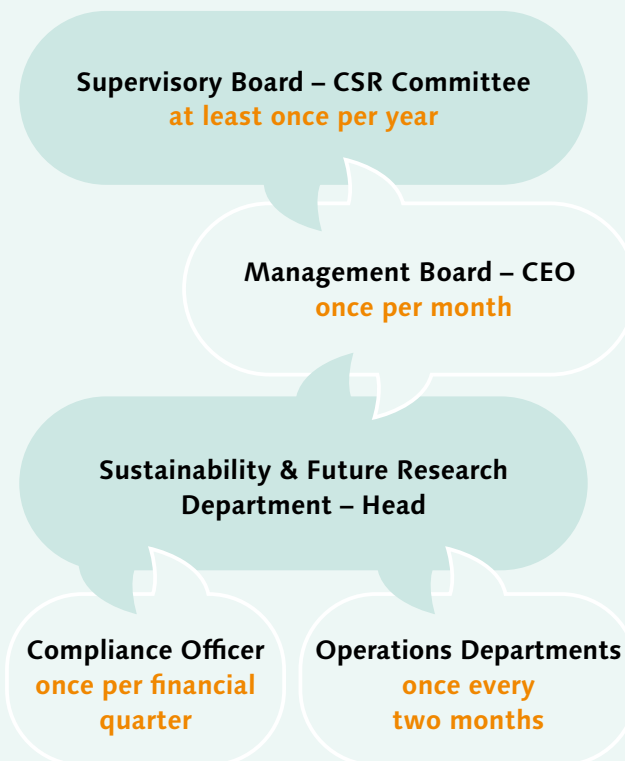 Supervisory Board – CSR Committee
at least once per year
Management Board – CEO
once per month
Sustainability & Future Research
Department – Head
Compliance Officer
once per financial
quarter
Operations Departments
once every
two months